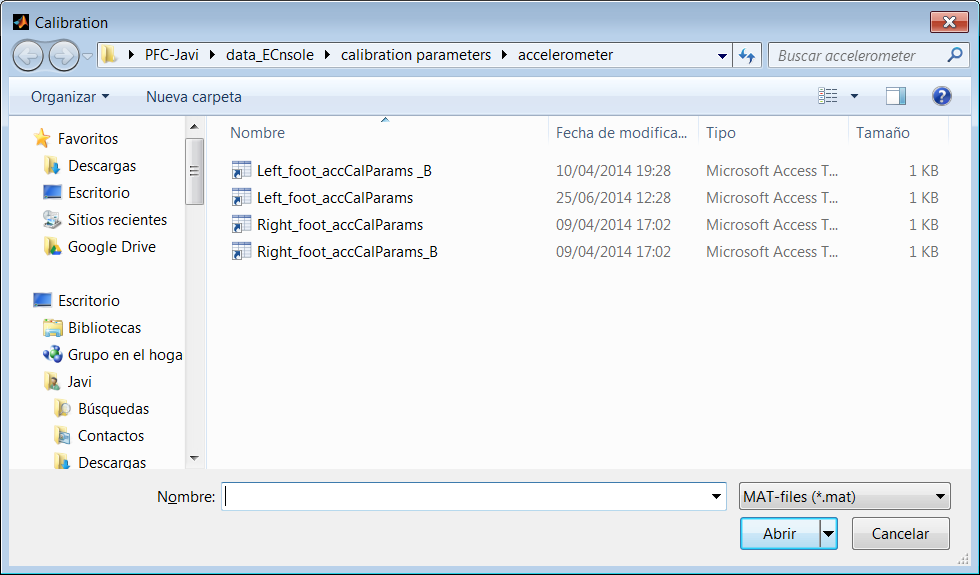 Calibration
PFC-Javi data_ECnsole calibration parameters accelerometer Buscar accelerometer
Organizar Nueva carpeta
Nombre Fecha de modifica... Tipo Tamaño
Favoritos
Descargas
Escritorio
Sitios recientes
Google Drive
Escritorio
Bibliotecas
Grupo en el hoga
Javi
Búsquedas
Contactos
Descargas
Left_foot_accCalParams _B 10/04/2014 19:28 Microsoft Access T... 1 KB
Left_foot_accCalParams 25/06/2014 12:28 Microsoft Access T... 1 KB
Right_foot_accCalParams 09/04/2014 17:02 Microsoft Access T... 1 KB
Right_foot_accCalParams_B 09/04/2014 17:02 Microsoft Access T... 1 KB
Nombre: MAT-files (*.mat)
Abrir Cancelar